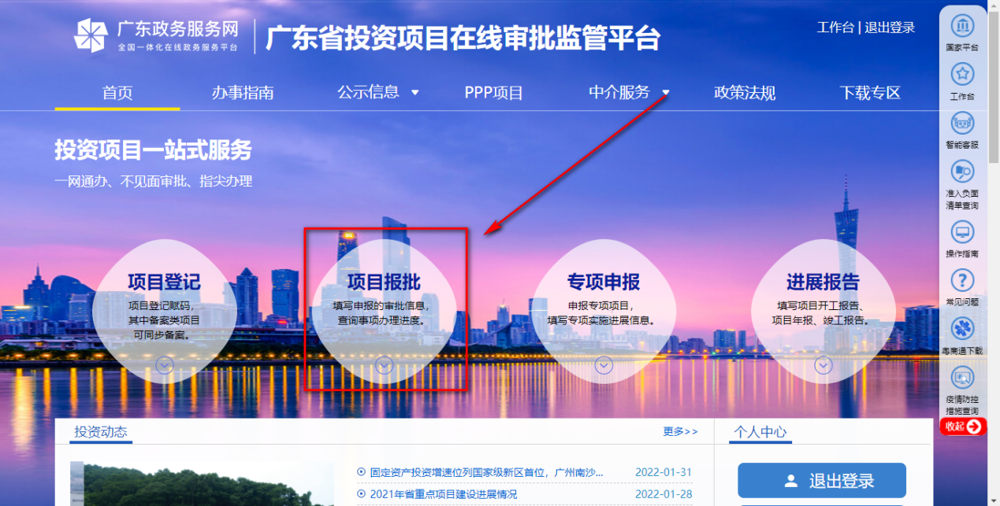 广东政务服务网
全国一体化在线政务服务平台
广东省投资项目在线审批监管平台
工作台 | 退出登录
首页 办事指南 公示信息 PPP项目 中介服务 政策法规 下载专区
投资项目一站式服务
一网通办、不见面审批、指尖办理
项目登记
项目登记赋码，
其中备案类项目
可同步备案。
项目报批
填写申报的审批信息，
查询事项办理进度。
专项申报
申报专项项目，
填写专项实施进展信息。
进展报告
填写项目开工报告、
项目年报、竣工报告。
国家平台
工作台
智能客服
准入负面
清单查询
操作指南
常见问题
粤商通下载
疫情防控
措施查询
收起
投资动态
更多>>
固定资产投资增速位列国家级新区首位，广州南沙... 2022-01-31
2021年省重点项目建设进展情况 2022-01-28
个人中心
退出登录